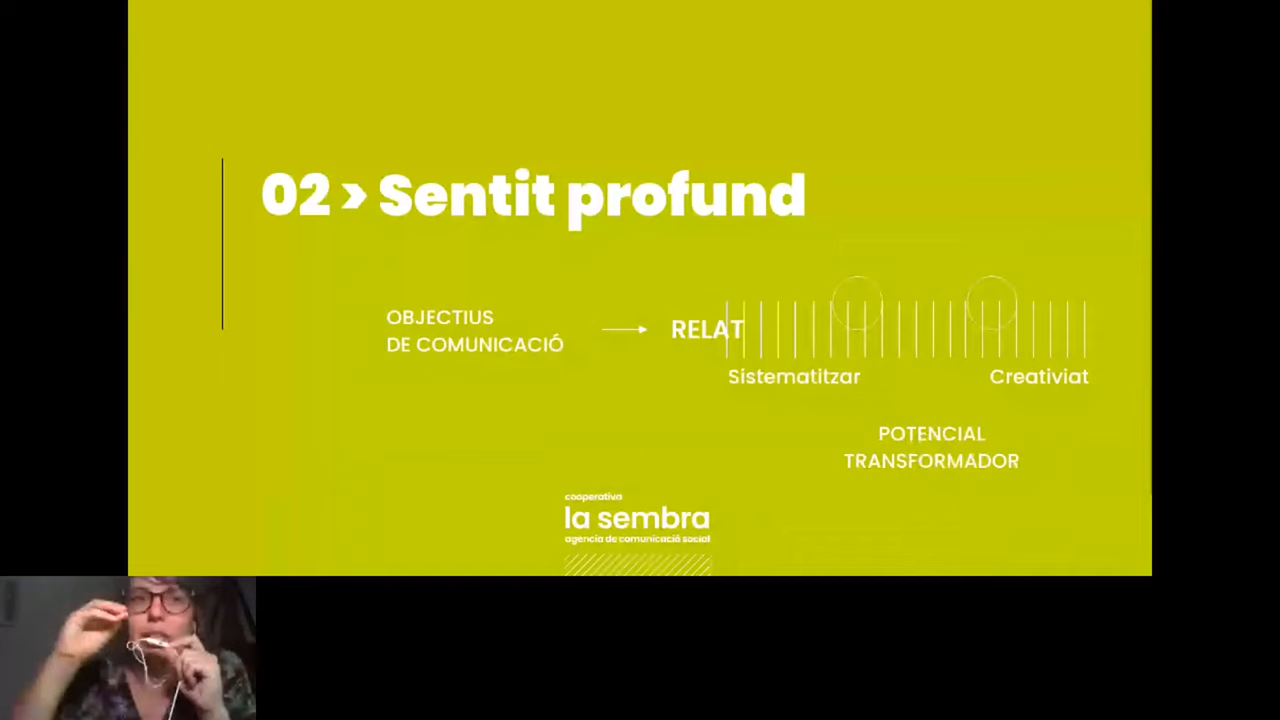 02 > Sentit profund
OBJECTIUS
DE COMUNICACIÓ
RELAT
Sistematitzar
Creativiat
POTENCIAL
TRANSFORMADOR
cooperativa
la sembra
agencia de comunicació social